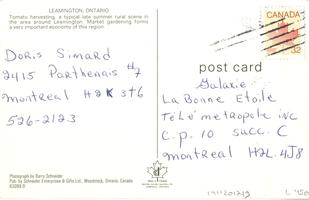 LEAMINGTON, ONTARIO
Tomato harvesting, a typical late summer rural scene in
the area around Leamington. Market gardening forms
a very important economy of this region.
CANADA
32
post card
Doris Simard
2415 Parthenais #7
Montreal H2K 3T6
526-2123
Galaxie
La Bonne Etoile
Télé metropole inc
C.p. 10 succ. C
Montreal H2L-4J8
Photograph by Barry Schneider
Pub. by Schneider Enterprises & Gifts Ltd., Woodstock, Ontario, Canada